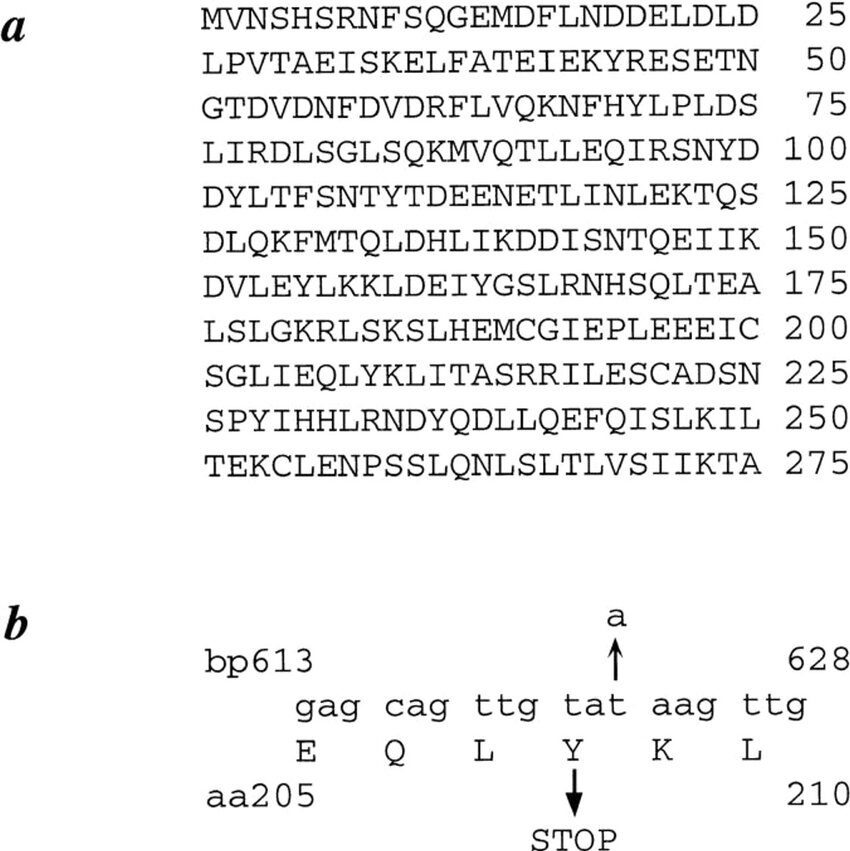 a
MVNSHSRNFSQGEMDFLNDDELDLD 25
LPVTAEISKELFATEIEKYRESETN 50
GTDVDNFDVDRFLVQKNFHYLPLDS 75
LIRDLSGLSQKMVQTLLEQIRSNYD 100
DYLTFSNTYTDEENETLINLEKTQS 125
DLQKFMTQLDHLIKDDISNTQEIIK 150
DVLEYLKKLDEIYGSLRNHSQLTEA 175
LSLGKRLSKSLHEMCGIEPLEEEIC 200
SGLIEQLYKLITASRRILESCADSN 225
SPYIHHLRNDYQDLLQEFQISLKIL 250
TEKCLENPSSLQNLSLTLVSIIKTA 275
b
a
bp613 628
gag cag ttg tat aag ttg
E Q L Y K L
aa205 210
STOP